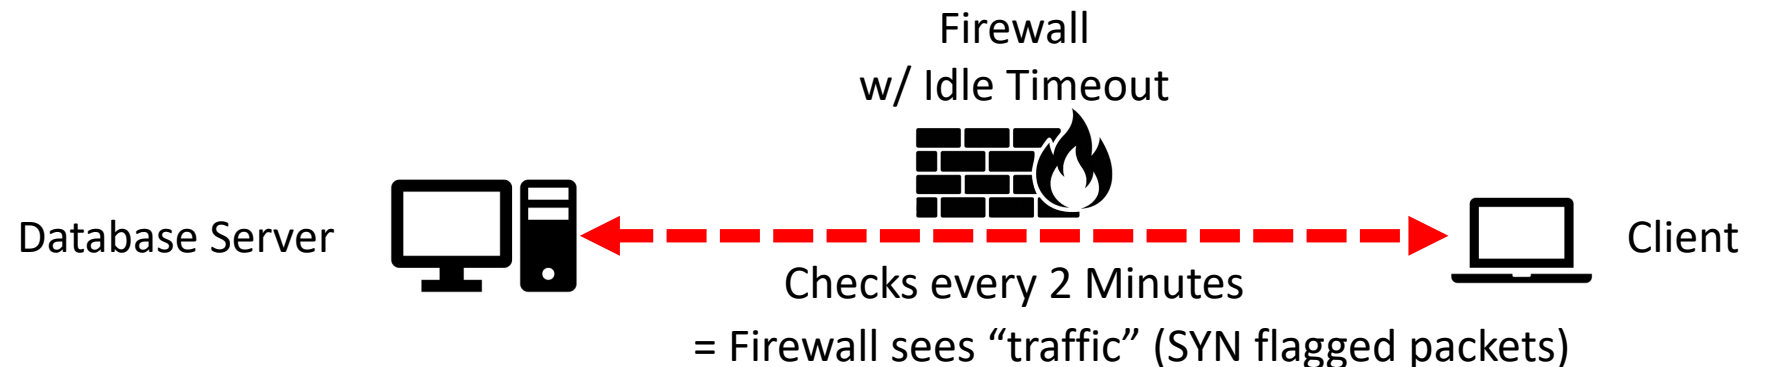 Firewall
w/ Idle Timeout
Database Server
Client
Checks every 2 Minutes
= Firewall sees “traffic” (SYN flagged packets)